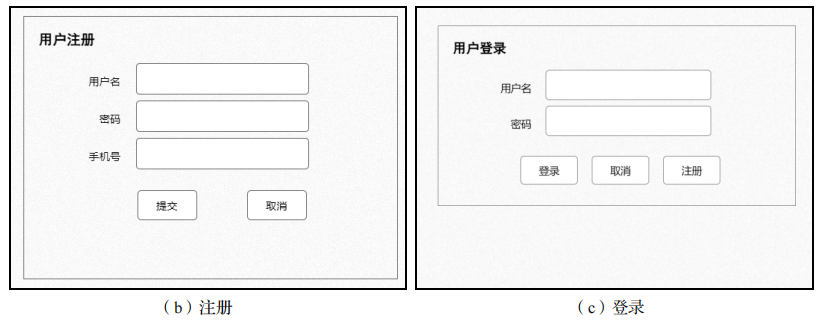 用户注册
用户名
密码
手机号
提交 取消
（b）注册
用户登录
用户名
密码
登录 取消 注册
（c）登录